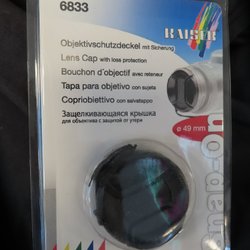 6833
KAISER
Objektivschutzdeckel mit Sicherung
Lens Cap with loss protection
Bouchon d'objectif avec reteneur
Tapa para objetivo con sujeta
Copriobiettivo con salvatappo
Защелкивающаяся крышка
для объектива с защитой от утери
ø 49 mm